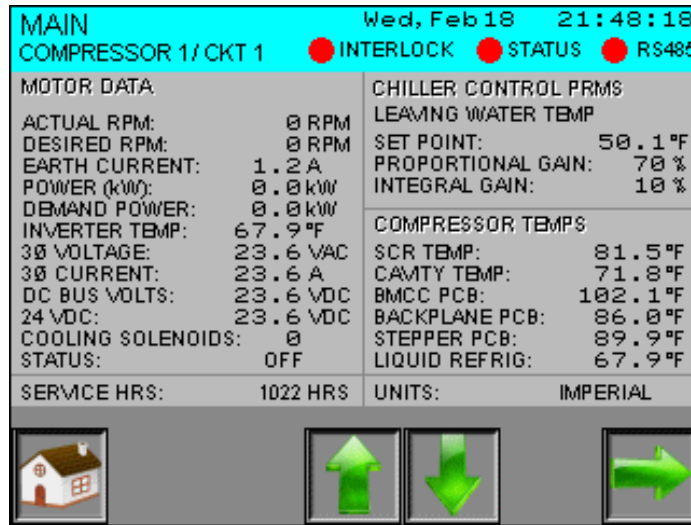 MAIN
Wed, Feb 18 21:48:18
COMPRESSOR 1/ CKT 1
INTERLOCK STATUS RS485
MOTOR DATA
ACTUAL RPM: 0 RPM
DESIRED RPM: 0 RPM
EARTH CURRENT: 1.2 A
POWER (kW): 0.0 kW
DEMAND POWER: 0.0 kW
INVERTER TEMP: 67.9 °F
3Ø VOLTAGE: 23.6 VAC
3Ø CURRENT: 23.6 A
DC BUS VOLTS: 23.6 VDC
24 VDC: 23.6 VDC
COOLING SOLENOIDS: 0
STATUS: OFF
SERVICE HRS: 1022 HRS
CHILLER CONTROL PRMS
LEAVING WATER TEMP
SET POINT: 50.1 °F
PROPORTIONAL GAIN: 70 %
INTEGRAL GAIN: 10 %
COMPRESSOR TEMPS
SCR TEMP: 81.5 °F
CAVITY TEMP: 71.8 °F
BMCC PCB: 102.1 °F
BACKPLANE PCB: 86.0 °F
STEPPER PCB: 89.9 °F
LIQUID REFRIG: 67.9 °F
UNITS: IMPERIAL